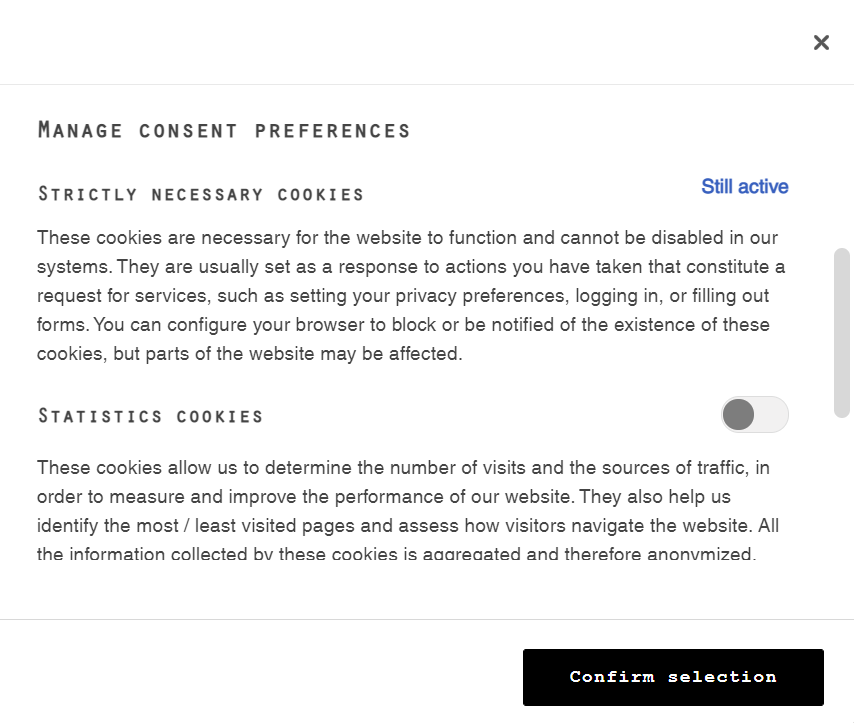 Manage consent preferences
Strictly necessary cookies
Still active
These cookies are necessary for the website to function and cannot be disabled in our
systems. They are usually set as a response to actions you have taken that constitute a
request for services, such as setting your privacy preferences, logging in, or filling out
forms. You can configure your browser to block or be notified of the existence of these
cookies, but parts of the website may be affected.
Statistics cookies
These cookies allow us to determine the number of visits and the sources of traffic, in
order to measure and improve the performance of our website. They also help us
identify the most / least visited pages and assess how visitors navigate the website. All
the information collected by these cookies is aggregated and therefore anonymized.
Confirm selection